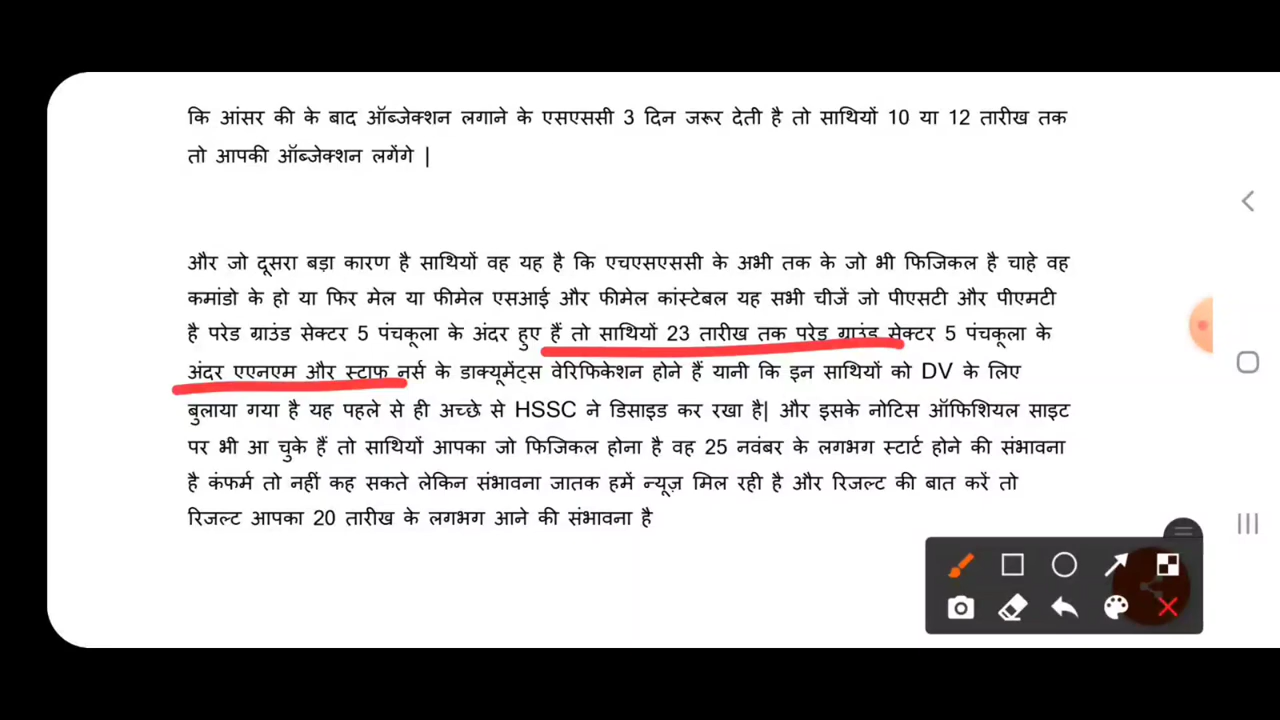 कि आंसर की के बाद ऑब्जेक्शन लगाने के एसएससी 3 दिन जरूर देती है तो साथियों 10 या 12 तारीख तक
तो आपकी ऑब्जेक्शन लगेंगे |
और जो दूसरा बड़ा कारण है साथियों वह यह है कि एचएसएससी के अभी तक के जो भी फिजिकल है चाहे वह
कमांडो के हो या फिर मेल या फीमेल एसआई और फीमेल कांस्टेबल यह सभी चीजें जो पीएसटी और पीएमटी
है परेड ग्राउंड सेक्टर 5 पंचकूला के अंदर हुए हैं तो साथियों 23 तारीख तक परेड ग्राउंड सेक्टर 5 पंचकूला के
अंदर एएनएम और स्टाफ नर्स के डाक्यूमेंट्स वेरिफिकेशन होने हैं यानी कि इन साथियों को DV के लिए
बुलाया गया है यह पहले से ही अच्छे से HSSC ने डिसाइड कर रखा है| और इसके नोटिस ऑफिशियल साइट
पर भी आ चुके हैं तो साथियों आपका जो फिजिकल होना है वह 25 नवंबर के लगभग स्टार्ट होने की संभावना
है कंफर्म तो नहीं कह सकते लेकिन संभावना जातक हमें न्यूज़ मिल रही है और रिजल्ट की बात करें तो
रिजल्ट आपका 20 तारीख के लगभग आने की संभावना है